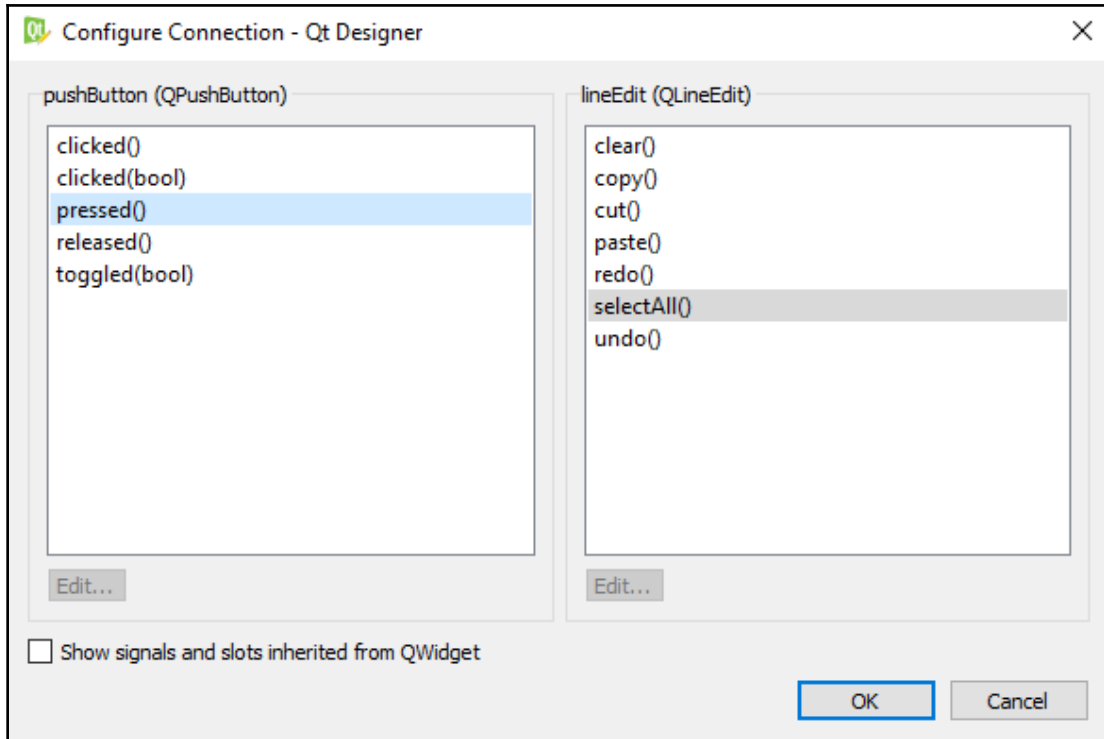 Configure Connection - Qt Designer
pushButton (QPushButton)
clicked()
clicked(bool)
pressed()
released()
toggled(bool)
Edit...
lineEdit (QLineEdit)
clear()
copy()
cut()
paste()
redo()
selectAll()
undo()
Edit...
Show signals and slots inherited from QWidget
OK
Cancel